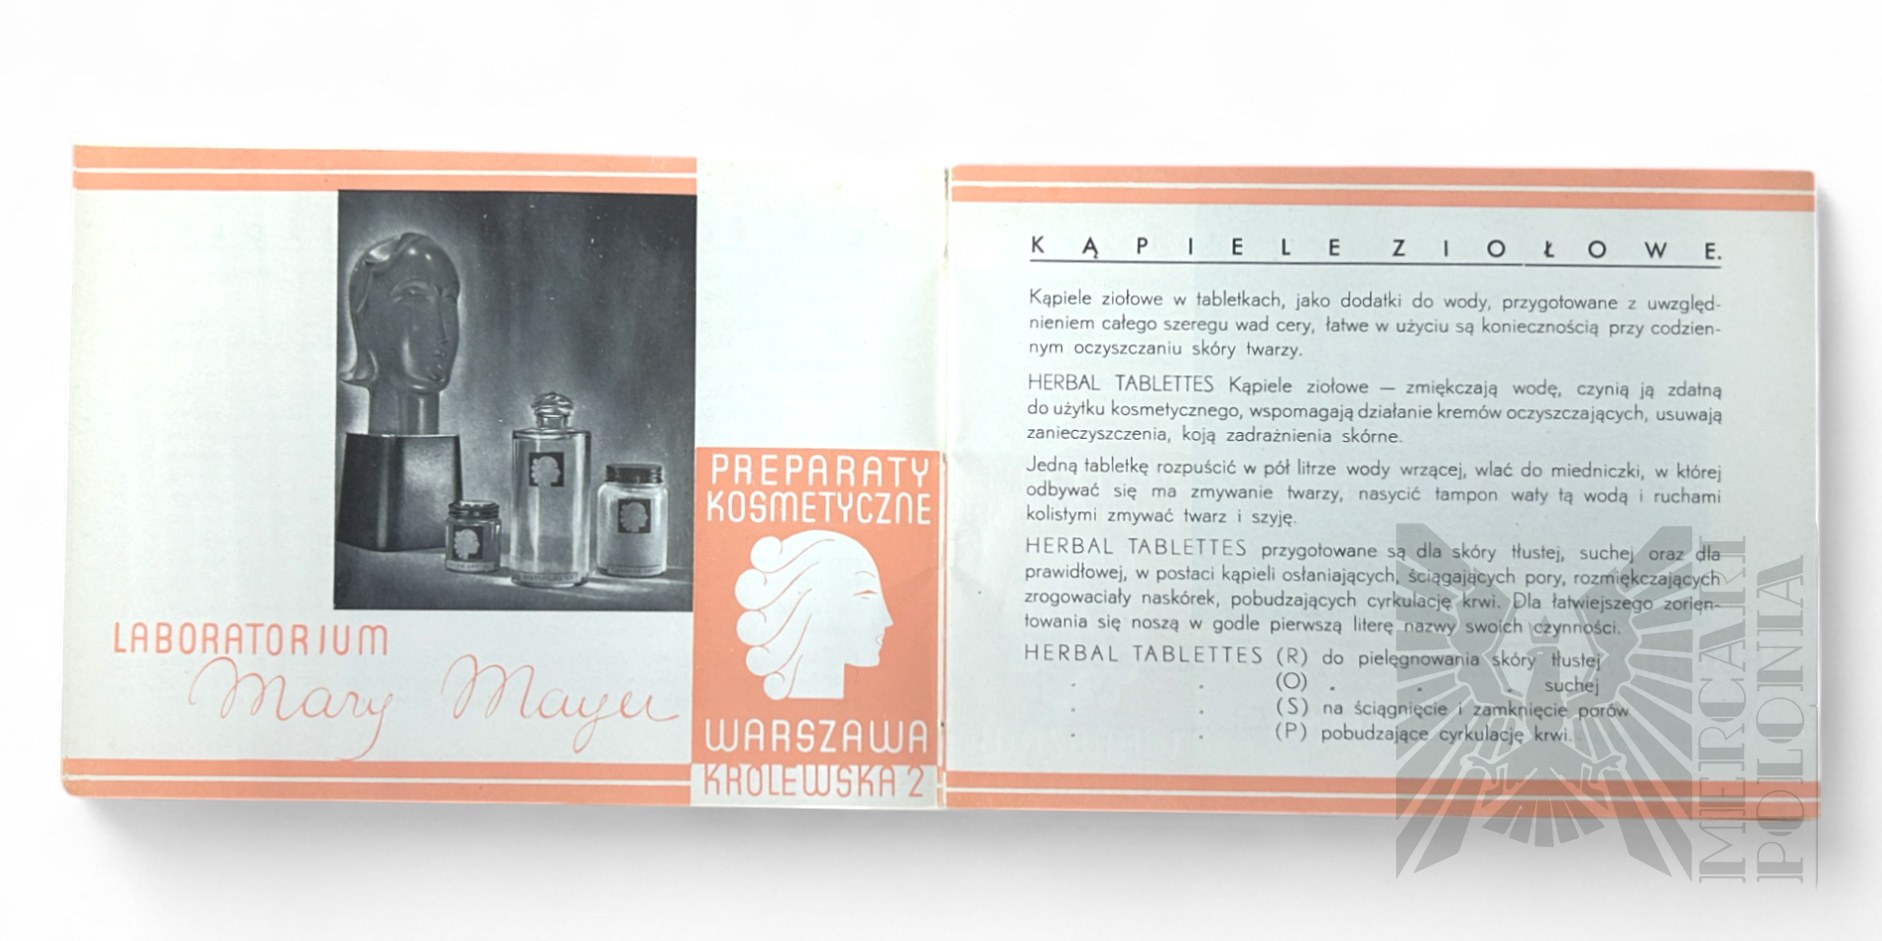 LABORATORIUM
Mary Mayer
PREPARATY
KOSMETYCZNE
WARSZAWA
KRÓLEWSKA 2
KĄPIELE ZIOŁOWE.
Kąpiele ziołowe w tabletkach, jako dodatki do wody, przygotowane z uwzględ-
nieniem całego szeregu wad cery, łatwe w użyciu są koniecznością przy codzien-
nym oczyszczaniu skóry twarzy.
HERBAL TABLETTES Kąpiele ziołowe — zmiękczają wodę, czynią ją zdatną
do użytku kosmetycznego, wspomagają działanie kremów oczyszczających, usuwają
zanieczyszczenia, koją zadrażnienia skórne.
Jedną tabletkę rozpuścić w pół litrze wody wrzącej, wlać do miedniczki, w której
odbywać się ma zmywanie twarzy, nasycić tampon waty tą wodą i ruchami
kolistymi zmywać twarz i szyję.
HERBAL TABLETTES przygotowane są dla skóry tłustej, suchej oraz dla
prawidłowej, w postaci kąpieli osłaniających, ściągających pory, rozmiękczających
zrogowaciały naskórek, pobudzających cyrkulację krwi. Dla łatwiejszego zorien-
towania się noszą w godle pierwszą literę nazwy swoich czynności.
HERBAL TABLETTES (R) do pielęgnowania skóry tłustej
. . (O) . . . suchej
. . (S) na ściągnięcie i zamknięcie porów
. . (P) pobudzające cyrkulację krwi.
MERCARI
POLONIA